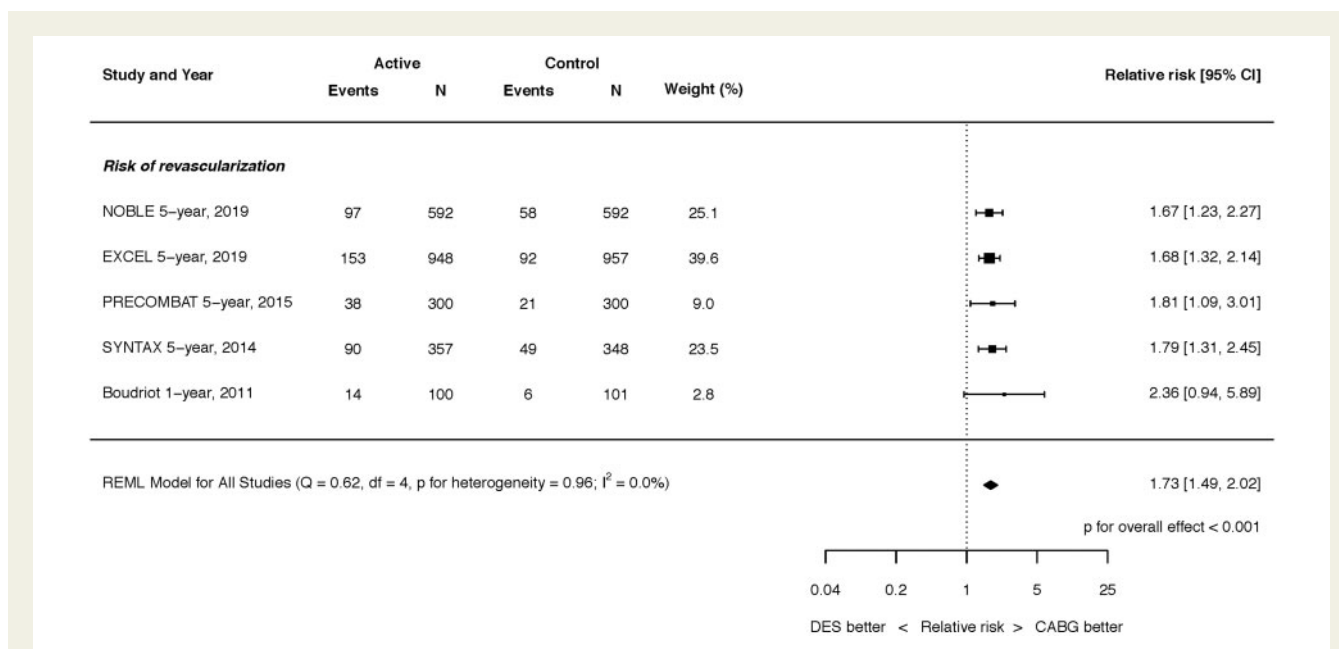 Study and Year Active Control Relative risk [95% CI]
Events N Events N Weight (%)
Risk of revascularization
NOBLE 5−year, 2019 97 592 58 592 25.1 1.67 [1.23, 2.27]
EXCEL 5−year, 2019 153 948 92 957 39.6 1.68 [1.32, 2.14]
PRECOMBAT 5−year, 2015 38 300 21 300 9.0 1.81 [1.09, 3.01]
SYNTAX 5−year, 2014 90 357 49 348 23.5 1.79 [1.31, 2.45]
Boudriot 1−year, 2011 14 100 6 101 2.8 2.36 [0.94, 5.89]
REML Model for All Studies (Q = 0.62, df = 4, p for heterogeneity = 0.96; I² = 0.0%) 1.73 [1.49, 2.02]
p for overall effect < 0.001
0.04 0.2 1 5 25
DES better < Relative risk > CABG better